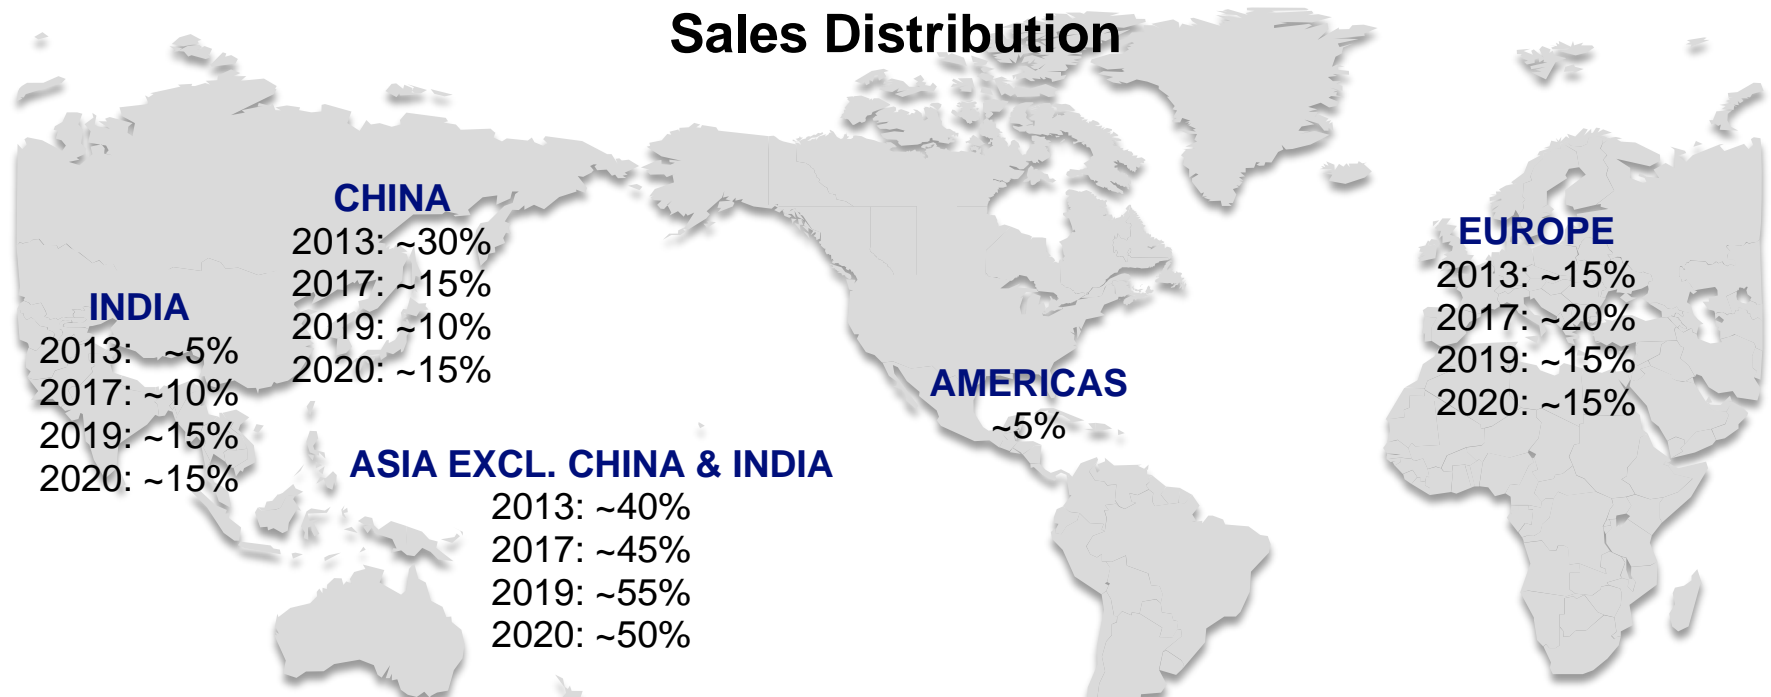 Sales Distribution
CHINA
2013: ~30%
2017: ~15%
2019: ~10%
2020: ~15%
INDIA
2013: ~5%
2017: ~10%
2019: ~15%
2020: ~15%
ASIA EXCL. CHINA & INDIA
2013: ~40%
2017: ~45%
2019: ~55%
2020: ~50%
AMERICAS
~5%
EUROPE
2013: ~15%
2017: ~20%
2019: ~15%
2020: ~15%